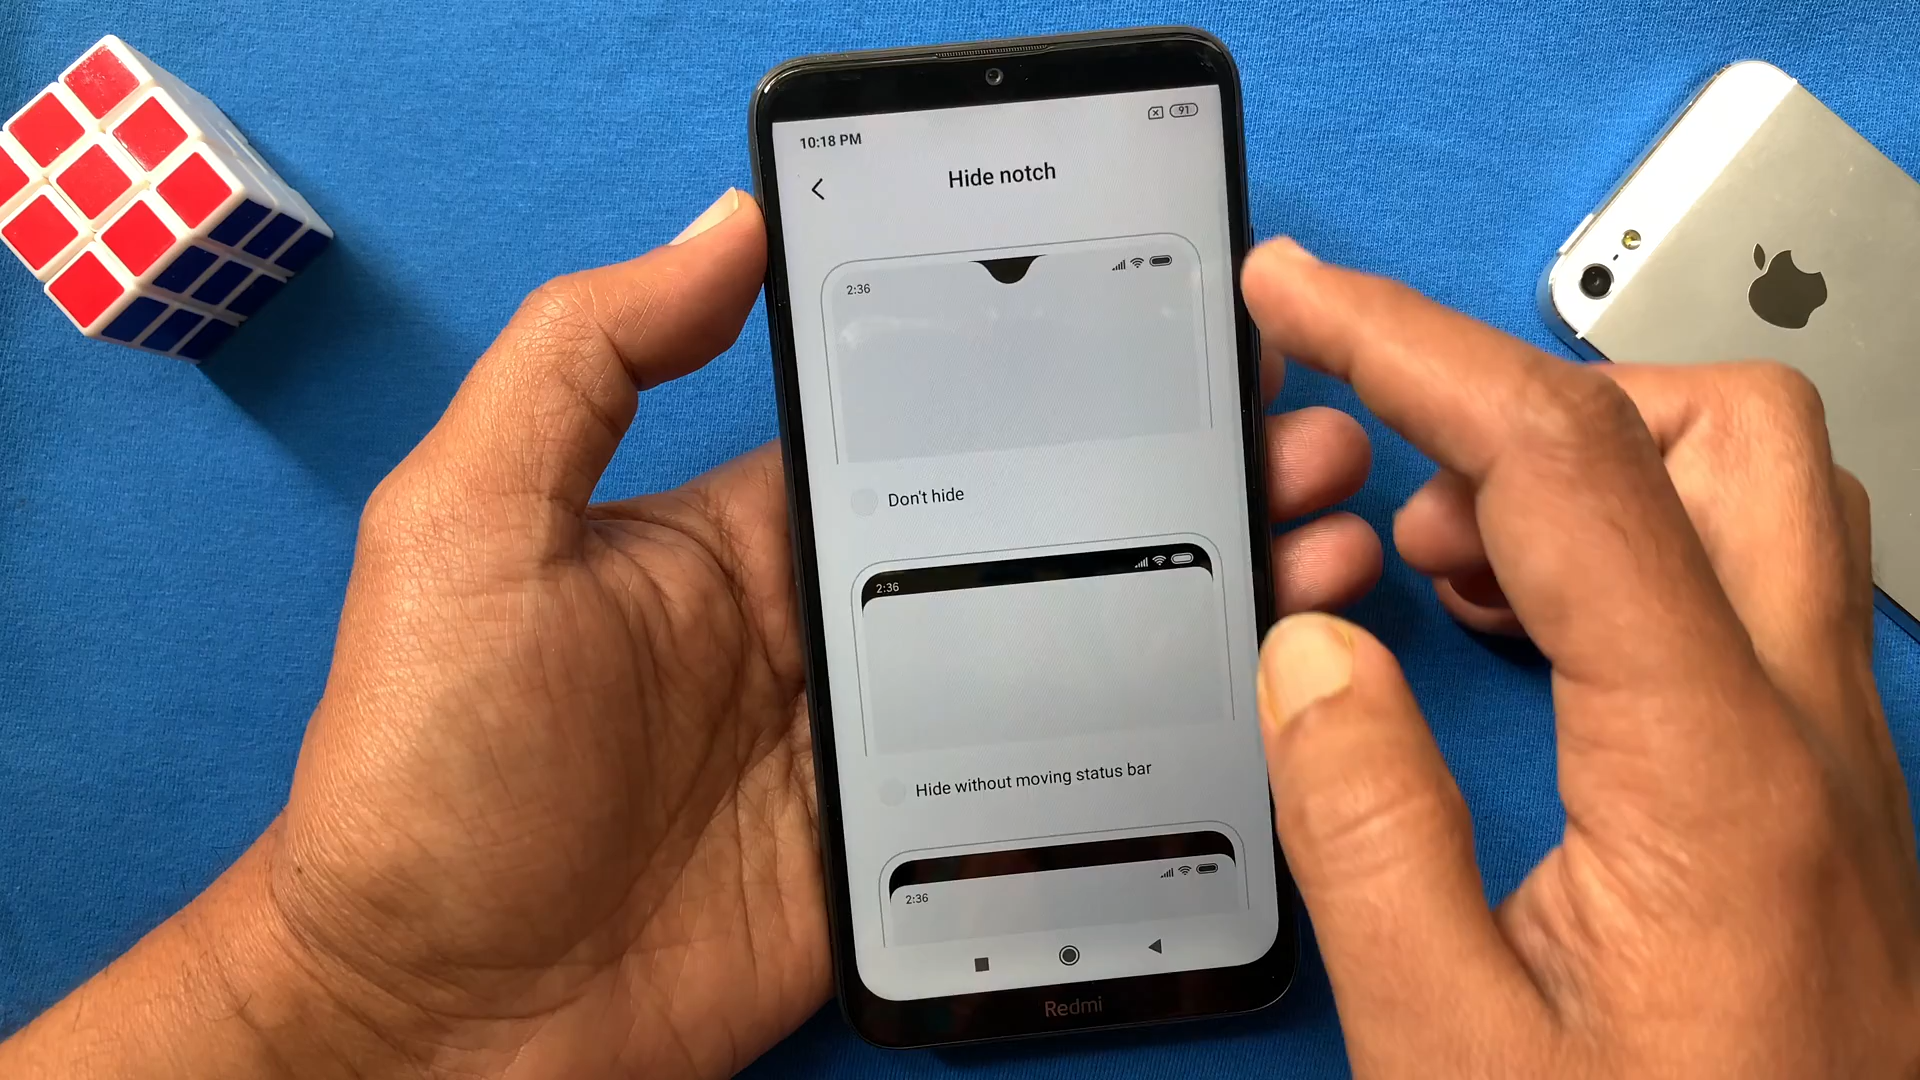 10:18 PM
91
Hide notch
2:36
Don't hide
2:36
Hide without moving status bar
2:36
Redmi